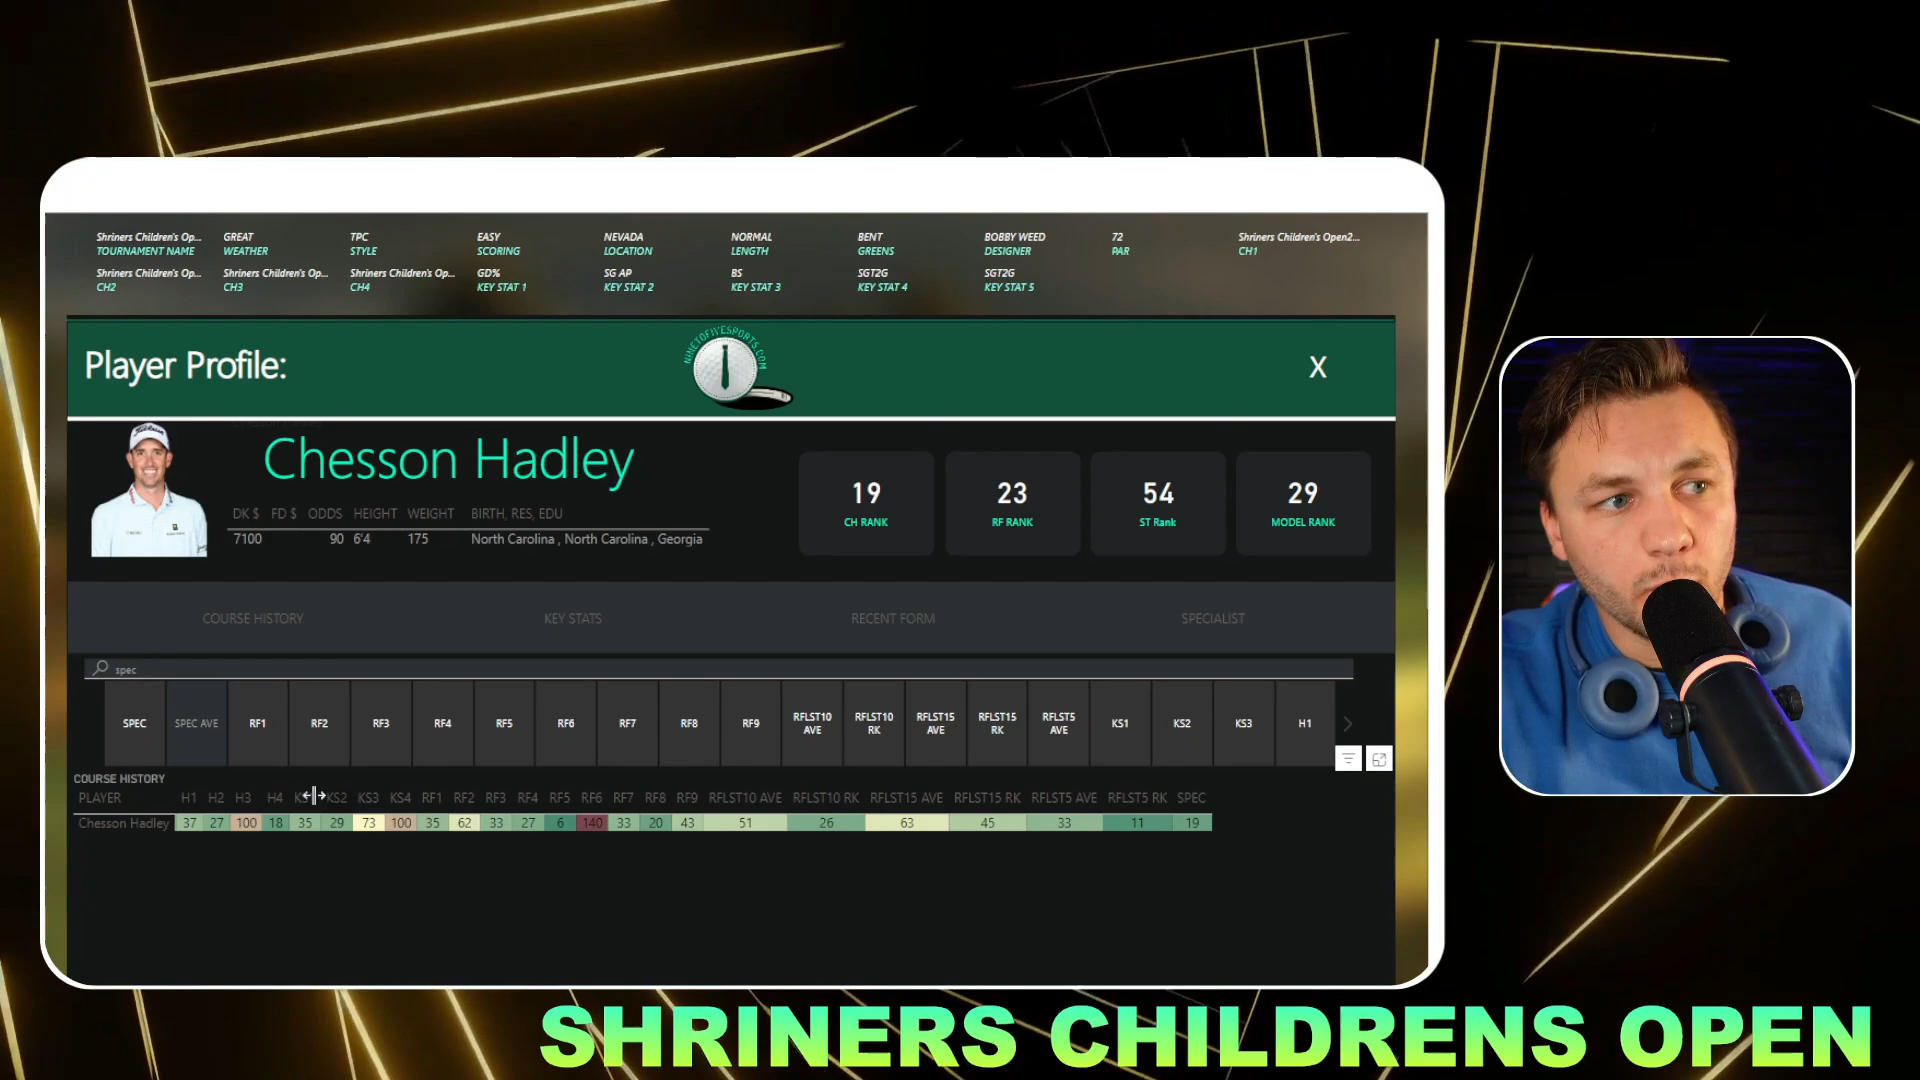 Shriners Children's Op... GREAT TPC EASY NEVADA NORMAL BENT BOBBY WEED 72 Shriners Children's Open2...
TOURNAMENT NAME WEATHER STYLE SCORING LOCATION LENGTH GREENS DESIGNER PAR CH1
Shriners Children's Op... Shriners Children's Op... Shriners Children's Op... GD% SG AP BS SGT2G SGT2G
CH2 CH3 CH4 KEY STAT 1 KEY STAT 2 KEY STAT 3 KEY STAT 4 KEY STAT 5
Player Profile:
NINETOFIVESPORTS.COM
X
Chesson Hadley
DK $ FD $ ODDS HEIGHT WEIGHT BIRTH, RES, EDU
7100 90 6'4 175 North Carolina , North Carolina , Georgia
19 23 54 29
CH RANK RF RANK ST Rank MODEL RANK
COURSE HISTORY KEY STATS RECENT FORM SPECIALIST
spec
SPEC SPEC AVE RF1 RF2 RF3 RF4 RF5 RF6 RF7 RF8 RF9 RFLST10 AVE RFLST10 RK RFLST15 AVE RFLST15 RK RFLST5 AVE KS1 KS2 KS3 H1
COURSE HISTORY
PLAYER H1 H2 H3 H4 KS2 KS3 KS4 RF1 RF2 RF3 RF4 RF5 RF6 RF7 RF8 RF9 RFLST10 AVE RFLST10 RK RFLST15 AVE RFLST15 RK RFLST5 AVE RFLST5 RK SPEC
Chesson Hadley 37 27 100 18 35 29 73 100 35 62 33 27 6 140 33 20 43 51 26 63 45 33 11 19
SHRINERS CHILDRENS OPEN